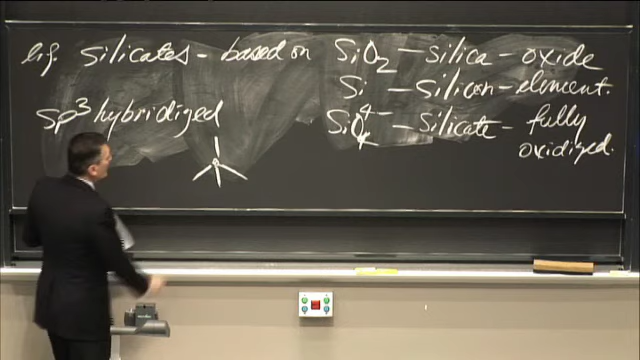 e.g. silicates - based on SiO2 - silica - oxide
Si - silicon - element.
SiO4 4- - silicate - fully oxidized.
sp3 hybridized